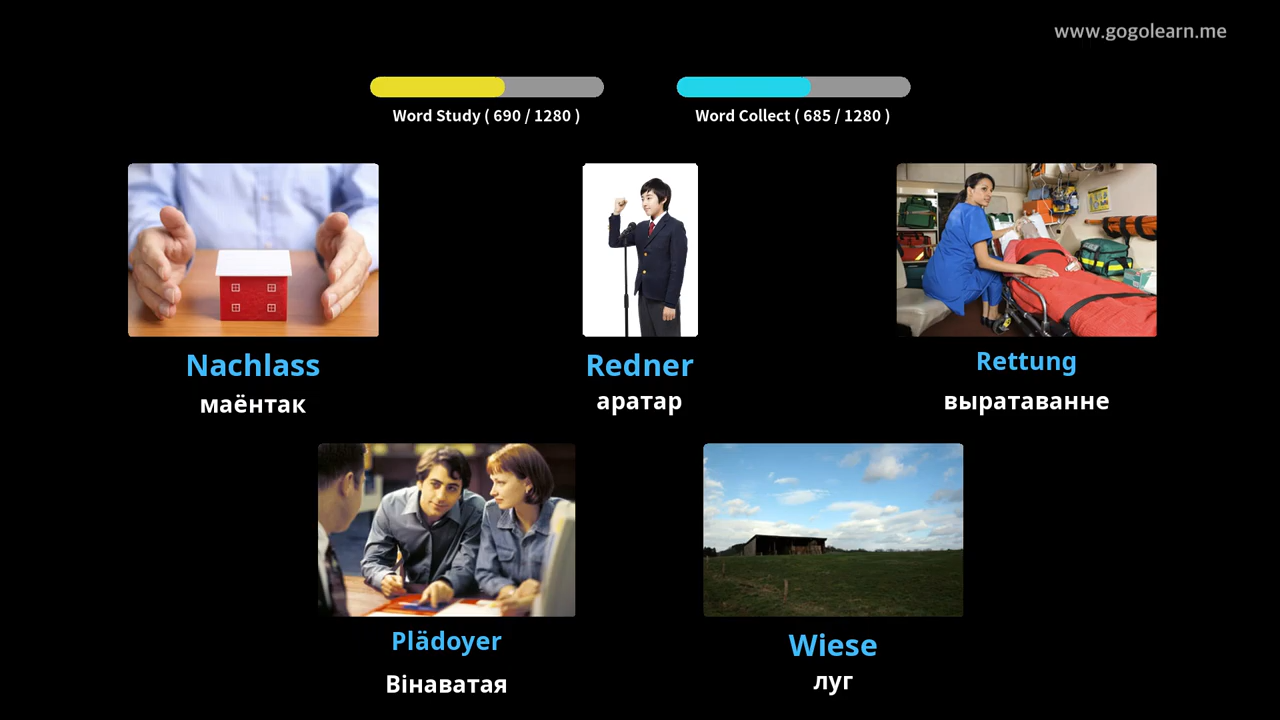 www.gogolearn.me
Word Study ( 690 / 1280 )
Word Collect ( 685 / 1280 )
Nachlass
маёнтак
Redner
аратар
Rettung
выратаванне
Plädoyer
Вінаватая
Wiese
луг